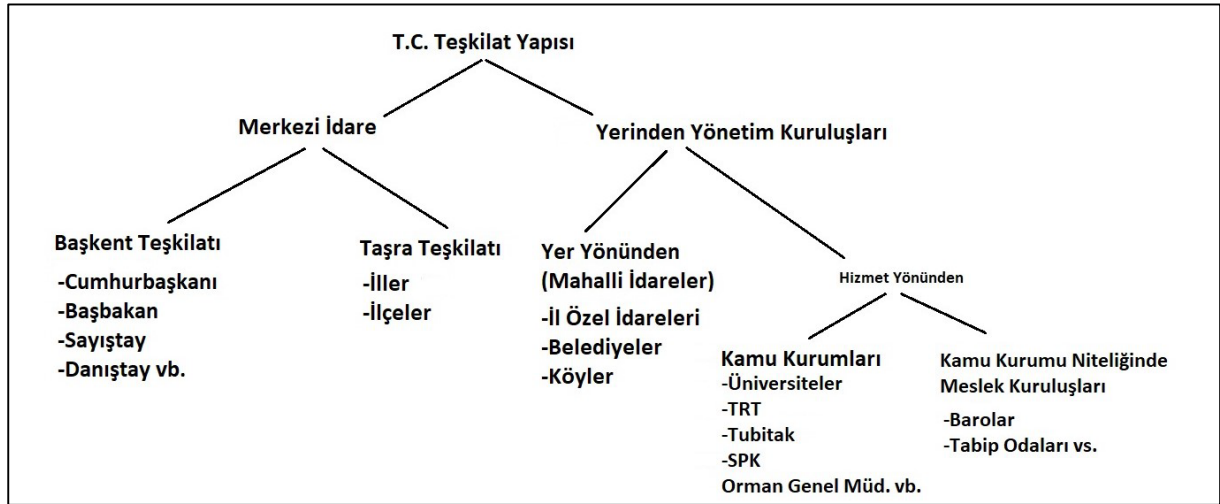 T.C. Teşkilat Yapısı
Merkezi İdare
Yerinden Yönetim Kuruluşları
Başkent Teşkilatı
-Cumhurbaşkanı
-Başbakan
-Sayıştay
-Danıştay vb.
Taşra Teşkilatı
-İller
-İlçeler
Yer Yönünden
(Mahalli İdareler)
-İl Özel İdareleri
-Belediyeler
-Köyler
Hizmet Yönünden
Kamu Kurumları
-Üniversiteler
-TRT
-Tubitak
-SPK
Orman Genel Müd. vb.
Kamu Kurumu Niteliğinde
Meslek Kuruluşları
-Barolar
-Tabip Odaları vs.